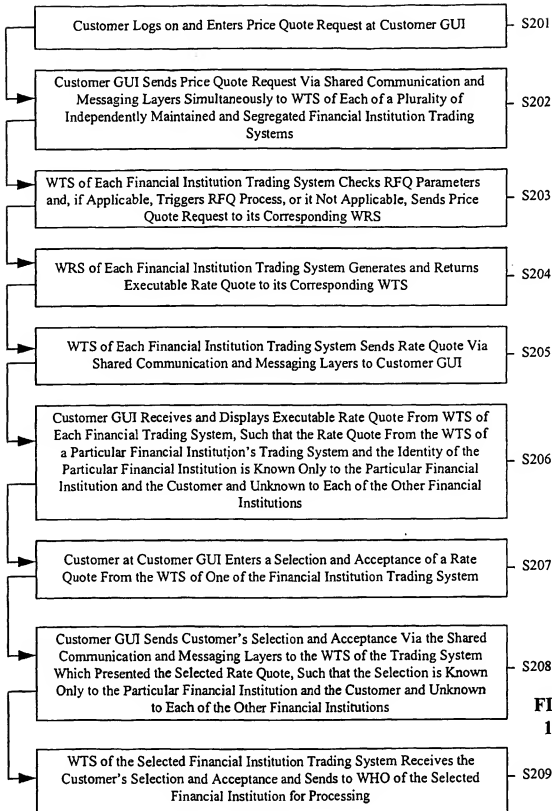 Customer Logs on and Enters Price Quote Request at Customer GUI
S201
Customer GUI Sends Price Quote Request Via Shared Communication and
Messaging Layers Simultaneously to WTS of Each of a Plurality of
Independently Maintained and Segregated Financial Institution Trading
Systems
S202
WTS of Each Financial Institution Trading System Checks RFQ Parameters
and, if Applicable, Triggers RFQ Process, or it Not Applicable, Sends Price
Quote Request to its Corresponding WRS
S203
WRS of Each Financial Institution Trading System Generates and Returns
Executable Rate Quote to its Corresponding WTS
S204
WTS of Each Financial Institution Trading System Sends Rate Quote Via
Shared Communication and Messaging Layers to Customer GUI
S205
Customer GUI Receives and Displays Executable Rate Quote From WTS of
Each Financial Trading System, Such that the Rate Quote From the WTS of
a Particular Financial Institution's Trading System and the Identity of the
Particular Financial Institution is Known Only to the Particular Financial
Institution and the Customer and Unknown to Each of the Other Financial
Institutions
S206
Customer at Customer GUI Enters a Selection and Acceptance of a Rate
Quote From the WTS of One of the Financial Institution Trading System
S207
Customer GUI Sends Customer's Selection and Acceptance Via the Shared
Communication and Messaging Layers to the WTS of the Trading System
Which Presented the Selected Rate Quote, Such that the Selection is Known
Only to the Particular Financial Institution and the Customer and Unknown
to Each of the Other Financial Institutions
S208
FI
1
WTS of the Selected Financial Institution Trading System Receives the
Customer's Selection and Acceptance and Sends to WHO of the Selected
Financial Institution for Processing
S209